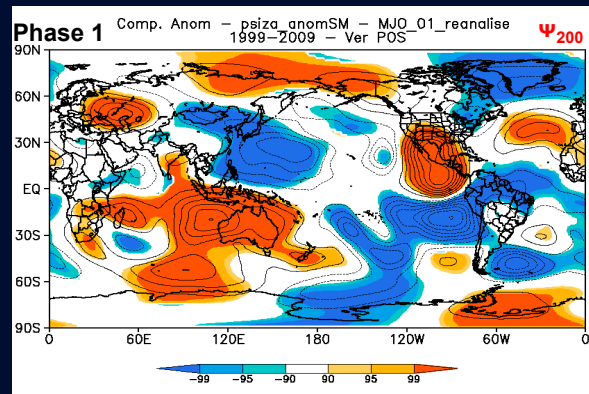 Phase 1
Comp. Anom – psiza_anomSM – MJO_01_reanalise
1999–2009 – Ver POS
Ψ200
90N
60N
30N
EQ
30S
60S
90S
0 60E 120E 180 120W 60W 0
−99 −95 −90 90 95 99